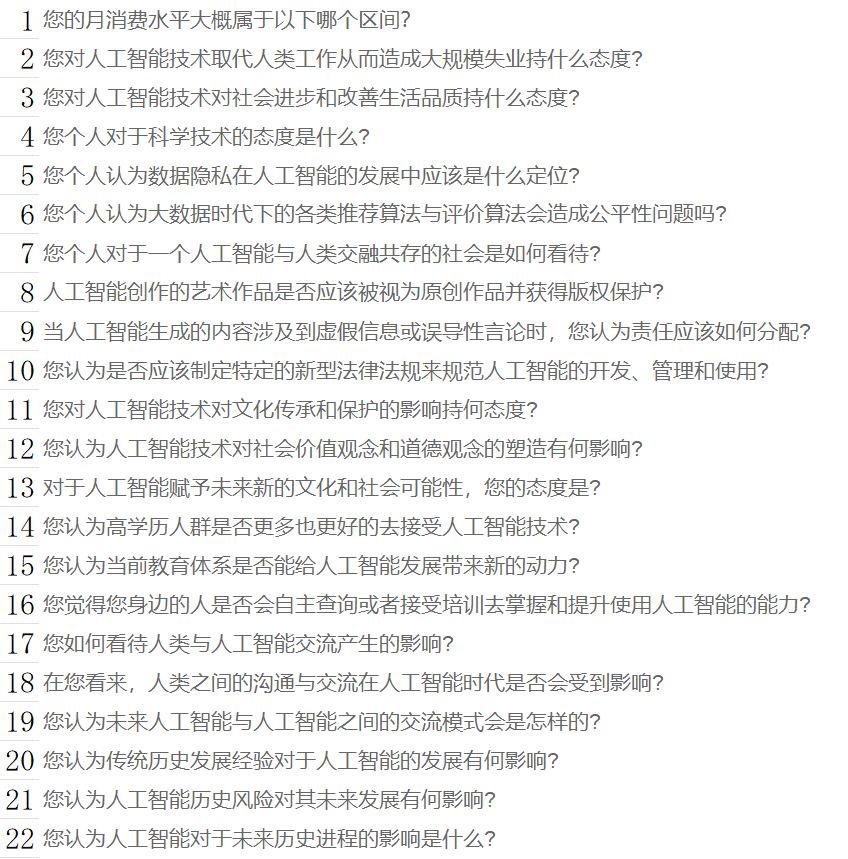 1 您的月消费水平大概属于以下哪个区间?
2 您对人工智能技术取代人类工作从而造成大规模失业持什么态度?
3 您对人工智能技术对社会进步和改善生活品质持什么态度?
4 您个人对于科学技术的态度是什么?
5 您个人认为数据隐私在人工智能的发展中应该是什么定位?
6 您个人认为大数据时代下的各类推荐算法与评价算法会造成公平性问题吗?
7 您个人对于一个人工智能与人类交融共存的社会是如何看待?
8 人工智能创作的艺术作品是否应该被视为原创作品并获得版权保护?
9 当人工智能生成的内容涉及到虚假信息或误导性言论时，您认为责任应该如何分配?
10 您认为是否应该制定特定的新型法律法规来规范人工智能的开发、管理和使用?
11 您对人工智能技术对文化传承和保护的影响持何态度?
12 您认为人工智能技术对社会价值观念和道德观念的塑造有何影响?
13 对于人工智能赋予未来新的文化和社会可能性，您的态度是?
14 您认为高学历人群是否更多也更好的去接受人工智能技术?
15 您认为当前教育体系是否能给人工智能发展带来新的动力?
16 您觉得您身边的人是否会自主查询或者接受培训去掌握和提升使用人工智能的能力?
17 您如何看待人类与人工智能交流产生的影响?
18 在您看来，人类之间的沟通与交流在人工智能时代是否会受到影响?
19 您认为未来人工智能与人工智能之间的交流模式会是怎样的?
20 您认为传统历史发展经验对于人工智能的发展有何影响?
21 您认为人工智能历史风险对其未来发展有何影响?
22 您认为人工智能对于未来历史进程的影响是什么?